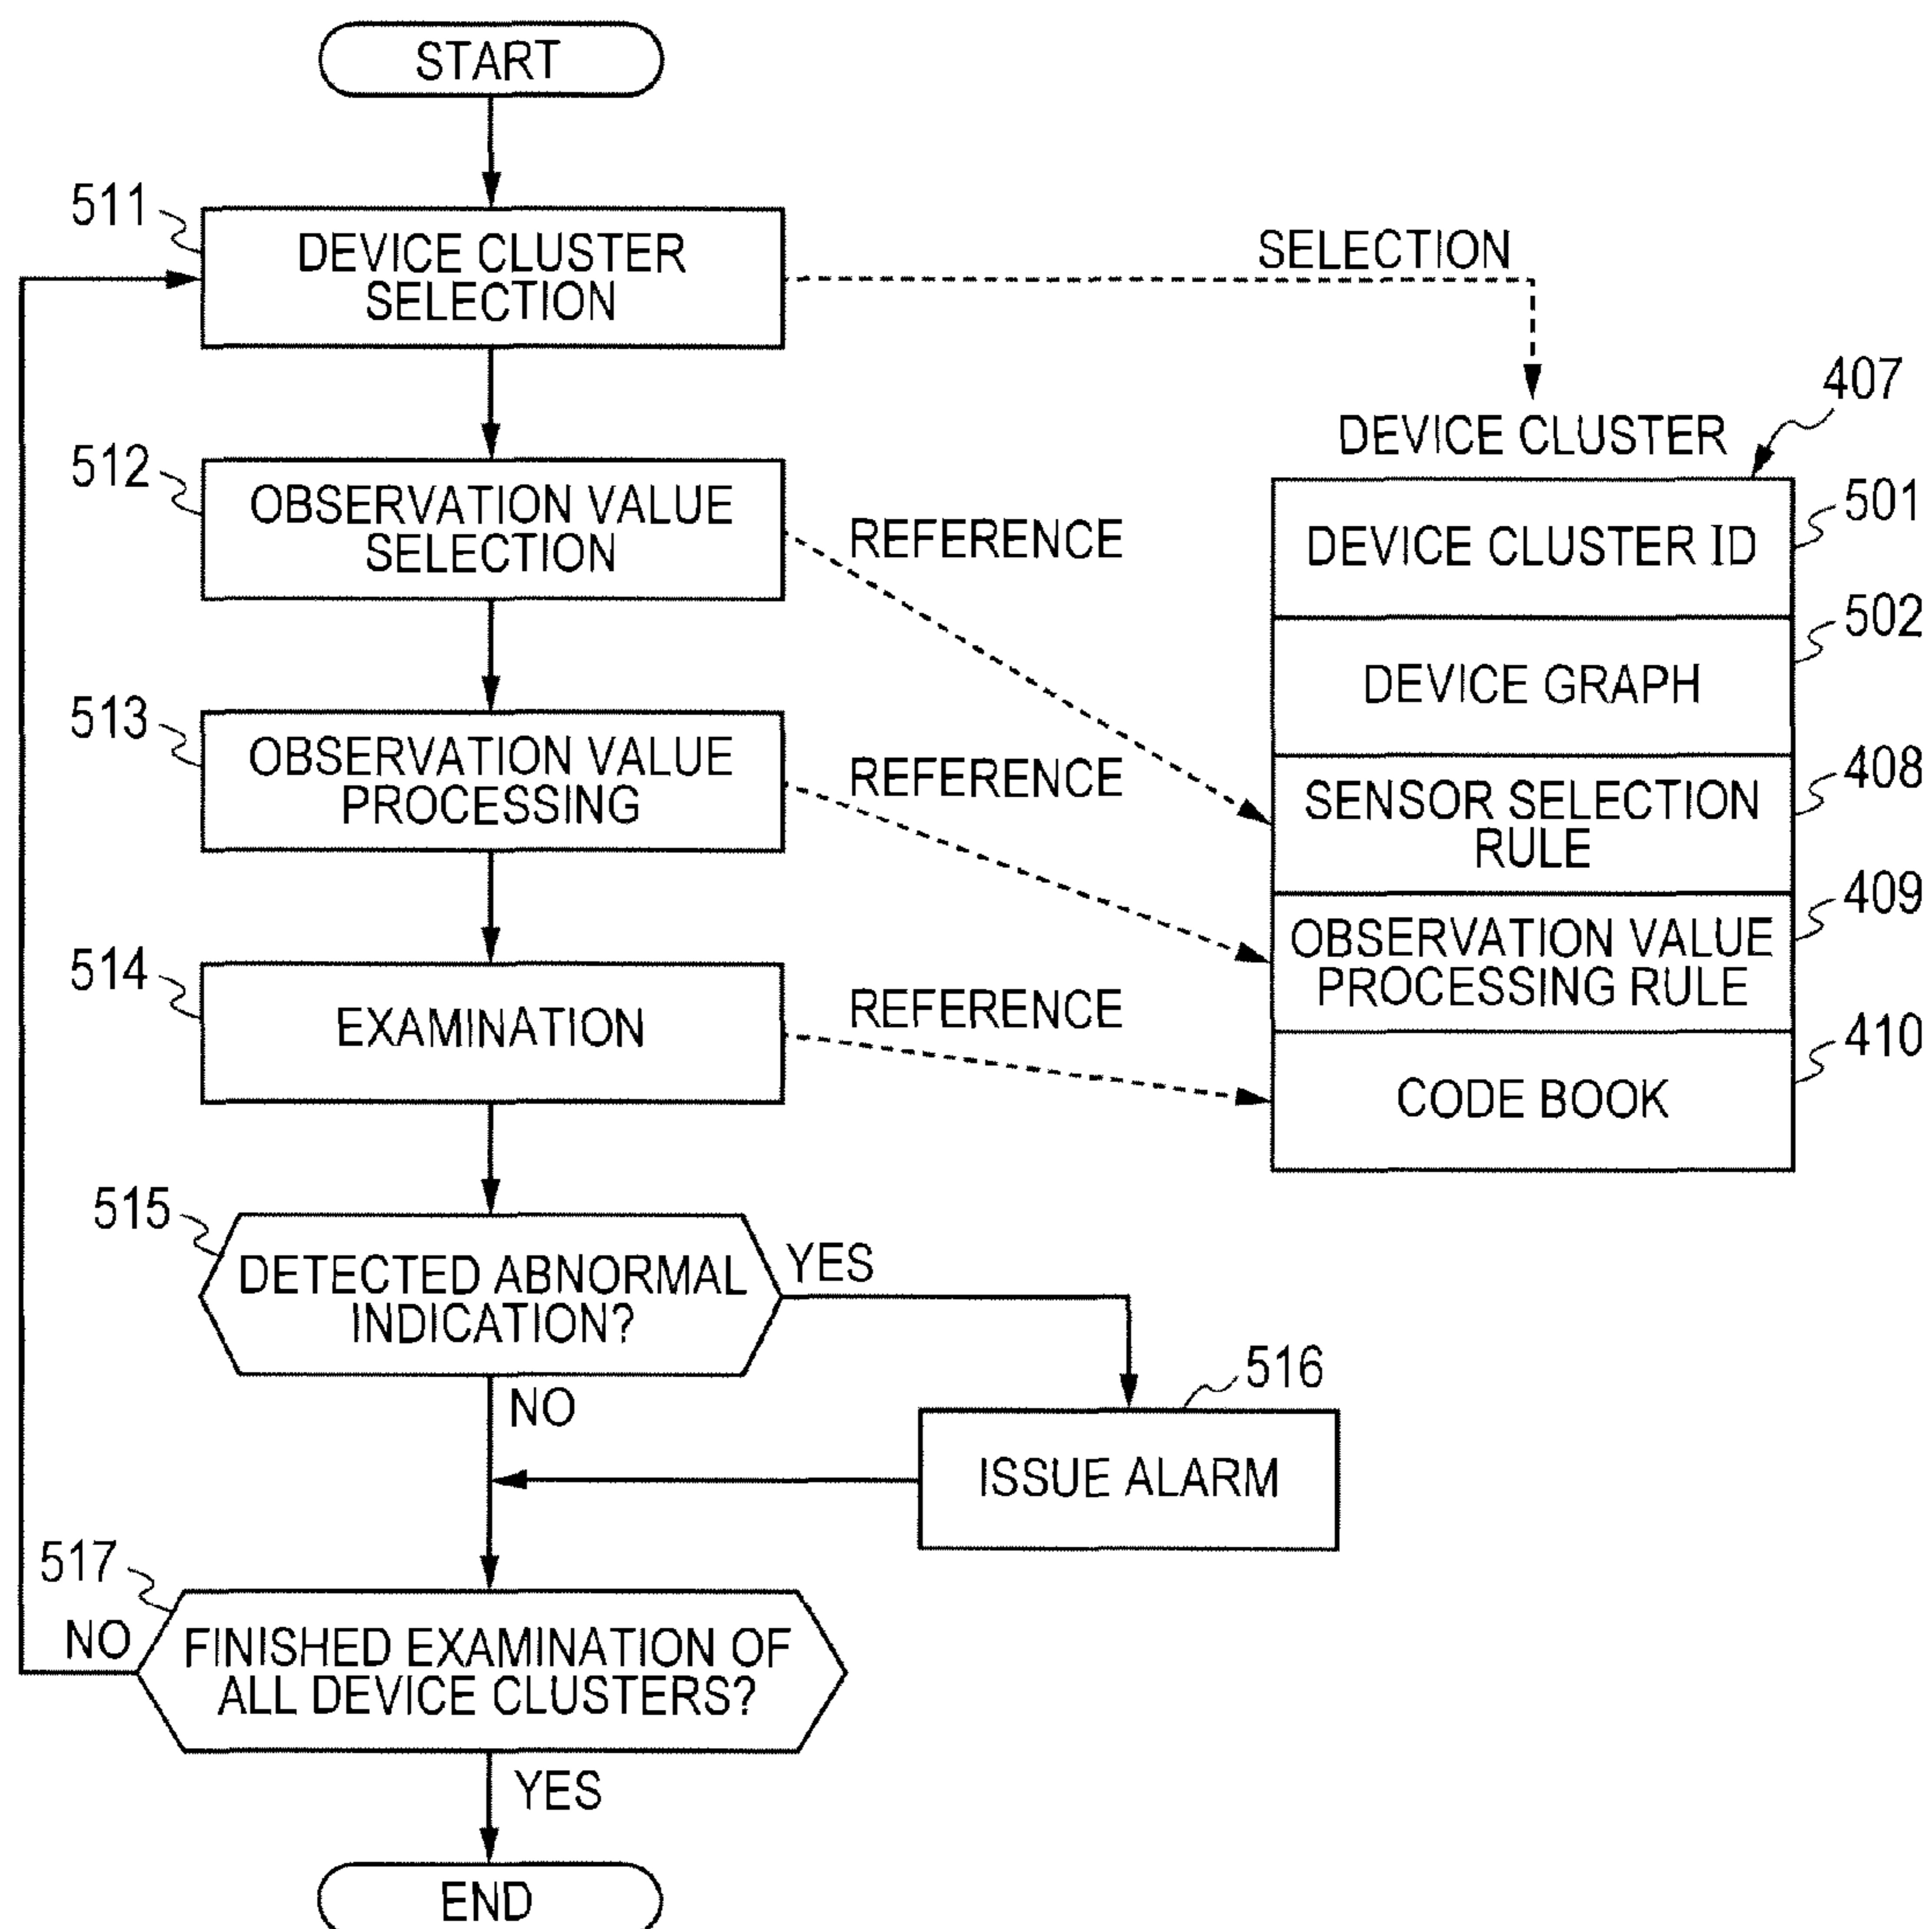 START
511
DEVICE CLUSTER
SELECTION
SELECTION
407
DEVICE CLUSTER
512
OBSERVATION VALUE
SELECTION
REFERENCE
DEVICE CLUSTER ID
501
DEVICE GRAPH
502
513
OBSERVATION VALUE
PROCESSING
REFERENCE
SENSOR SELECTION
RULE
408
OBSERVATION VALUE
PROCESSING RULE
409
514
EXAMINATION
REFERENCE
CODE BOOK
410
515
DETECTED ABNORMAL
INDICATION?
YES
NO
516
ISSUE ALARM
517
NO
FINISHED EXAMINATION OF
ALL DEVICE CLUSTERS?
YES
END